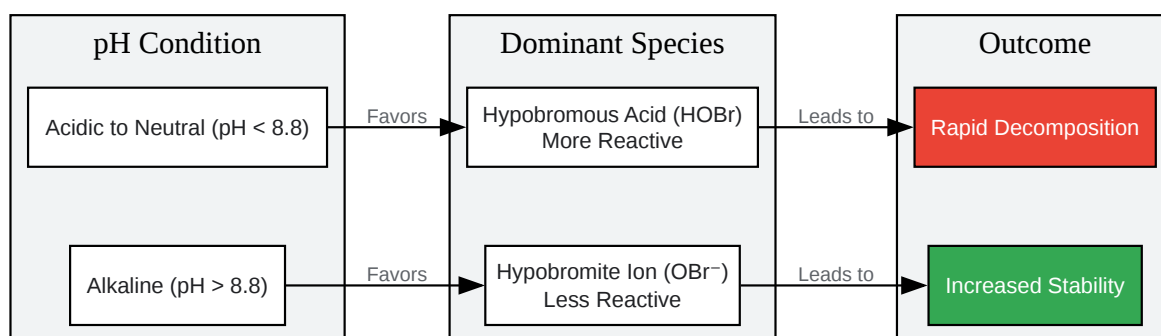 pH Condition
Dominant Species
Outcome
Acidic to Neutral (pH < 8.8)
Favors
Hypobromous Acid (HOBr)
More Reactive
Leads to
Rapid Decomposition
Alkaline (pH > 8.8)
Favors
Hypobromite Ion (OBr⁻)
Less Reactive
Leads to
Increased Stability